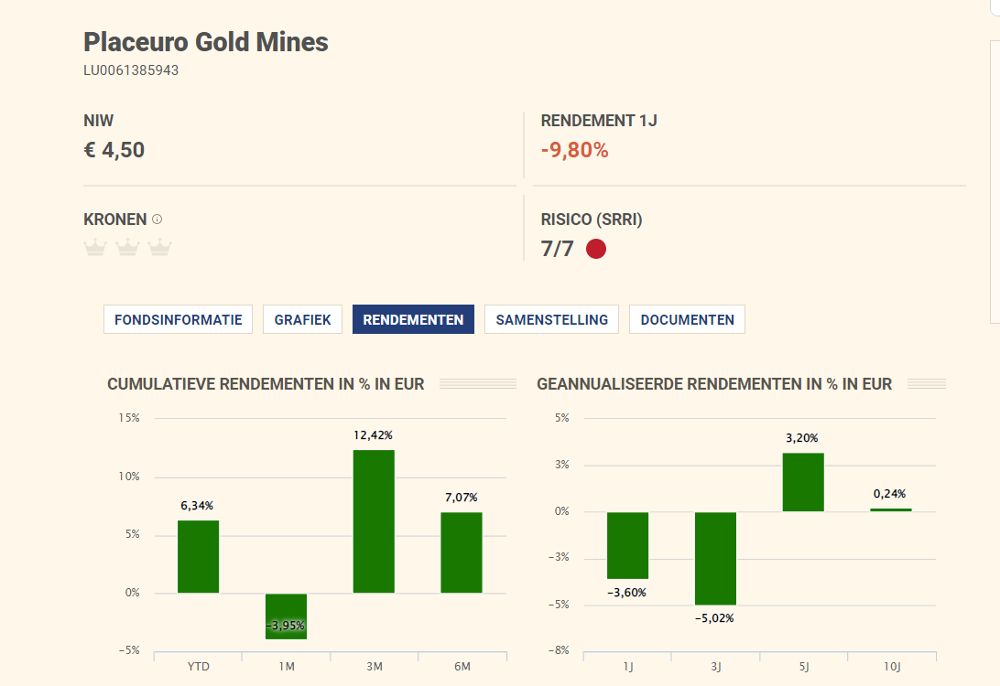 Placeuro Gold Mines
LU0061385943
NIW
€ 4,50
RENDEMENT 1J
-9,80%
KRONEN
RISICO (SRRI)
7/7
FONDSINFORMATIE GRAFIEK RENDEMENTEN SAMENSTELLING DOCUMENTEN
CUMULATIEVE RENDEMENTEN IN % IN EUR
15%
10%
5%
0%
−5%
6,34%
−3,95%
12,42%
7,07%
YTD 1M 3M 6M
GEANNUALISEERDE RENDEMENTEN IN % IN EUR
5%
3%
0%
−3%
−5%
−8%
−3,60%
−5,02%
3,20%
0,24%
1J 3J 5J 10J